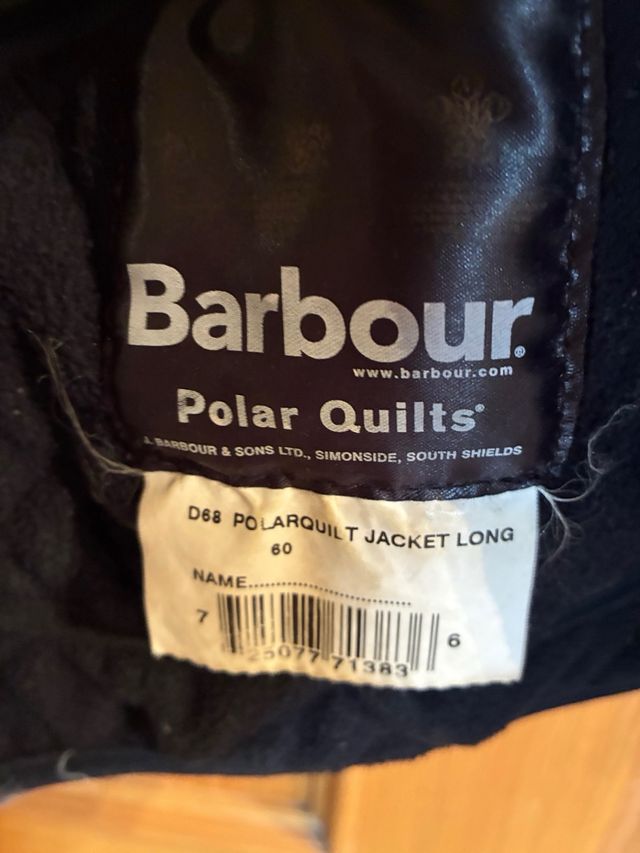 Barbour®
www.barbour.com
Polar Quilts®
J. BARBOUR & SONS LTD., SIMONSIDE, SOUTH SHIELDS
D68 POLARQUILT JACKET LONG
60
NAME..............................
7 25077 71383 6